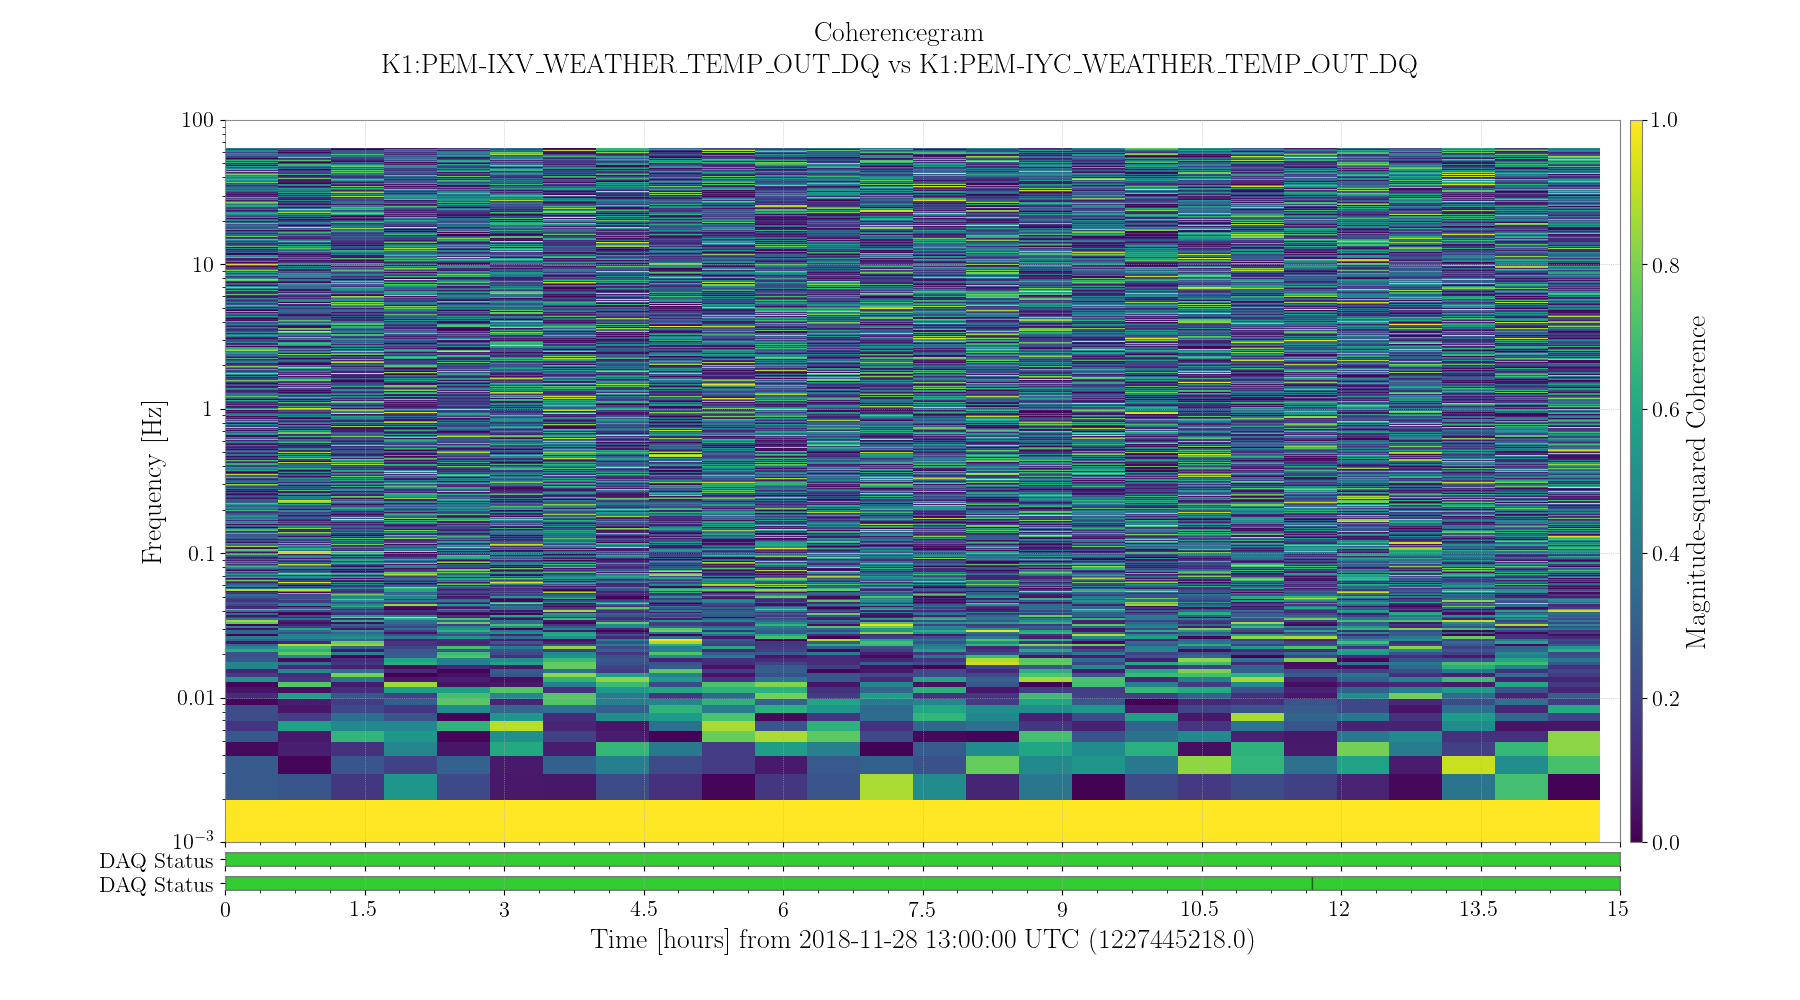 Coherencegram
K1:PEM-IXV_WEATHER_TEMP_OUT_DQ vs K1:PEM-IYC_WEATHER_TEMP_OUT_DQ
100
10
1
0.1
0.01
10⁻³
Frequency [Hz]
1.0
0.8
0.6
0.4
0.2
0.0
Magnitude-squared Coherence
DAQ Status
DAQ Status
0 1.5 3 4.5 6 7.5 9 10.5 12 13.5 15
Time [hours] from 2018-11-28 13:00:00 UTC (1227445218.0)